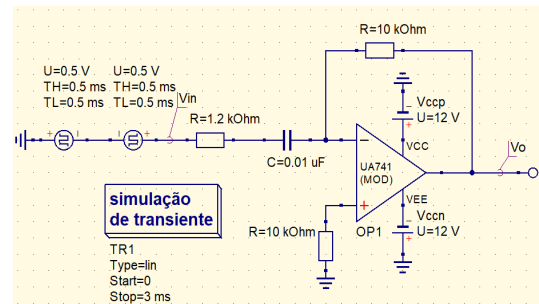 R=10 kOhm
U=0.5 V
TH=0.5 ms
TL=0.5 ms
U=0.5 V
TH=0.5 ms
TL=0.5 ms
Vin
R=1.2 kOhm
C=0.01 uF
Vccp
U=12 V
VCC
UA741
(MOD)
Vo
VEE
Vccn
U=12 V
OP1
R=10 kOhm
simulação
de transiente
TR1
Type=lin
Start=0
Stop=3 ms